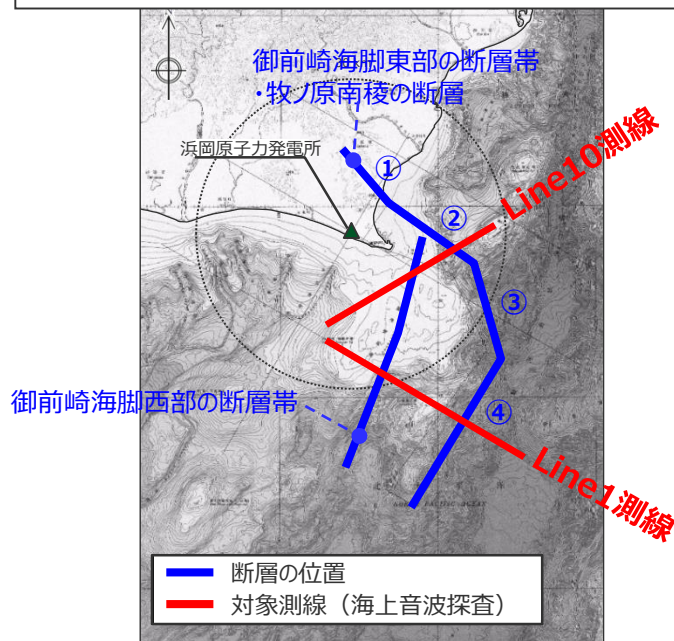 御前崎海脚東部の断層帯
・牧ノ原南稜の断層
浜岡原子力発電所
①
②
Line10測線
③
御前崎海脚西部の断層帯
④
Line1測線
PACIFIC OCEAN
断層の位置
対象測線（海上音波探査）